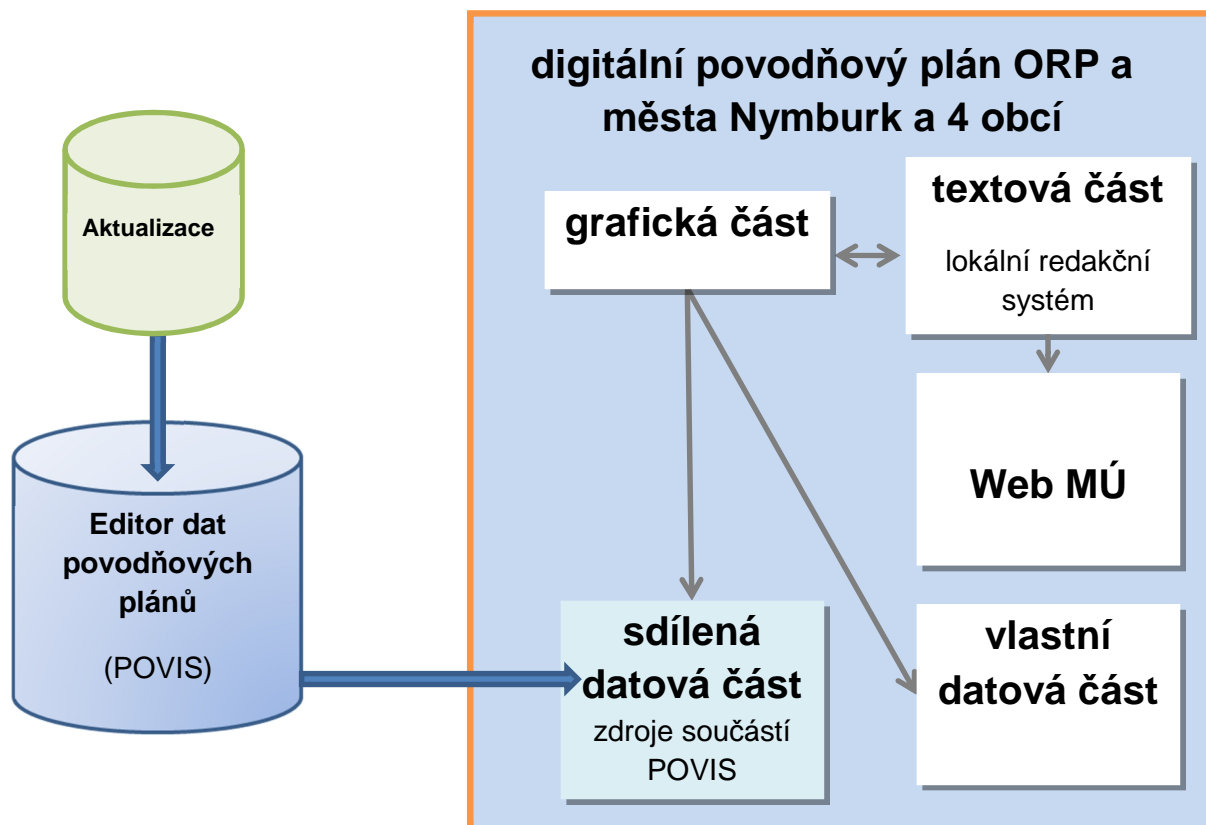 digitální povodňový plán ORP a
města Nymburk a 4 obcí
Aktualizace
grafická část
textová část
lokální redakční
systém
Web MÚ
Editor dat
povodňových
plánů
(POVIS)
sdílená
datová část
zdroje součástí
POVIS
vlastní
datová část